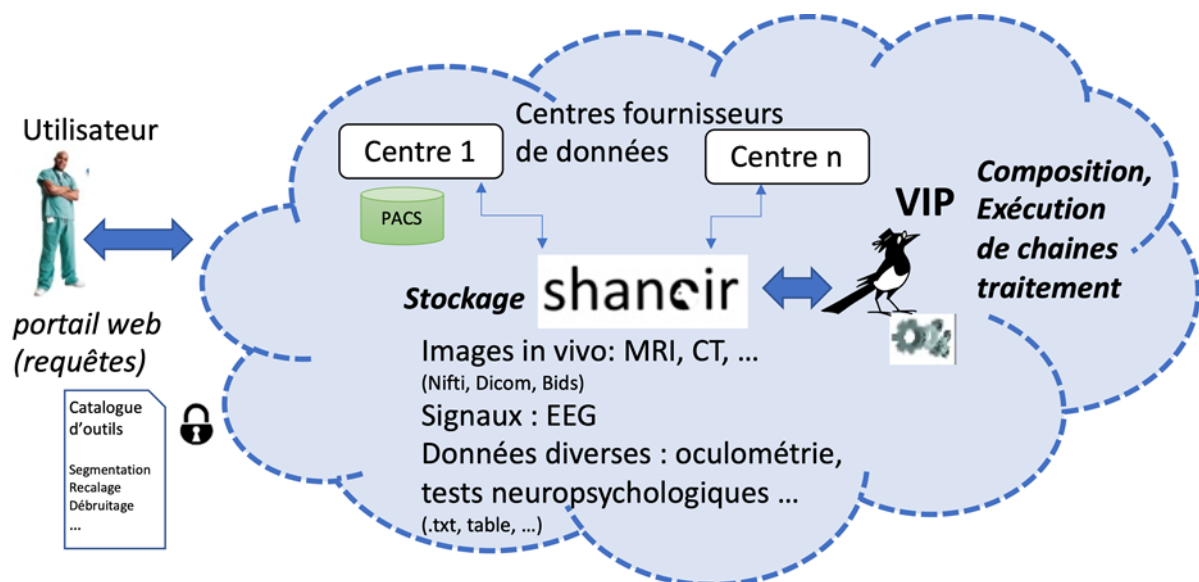 Utilisateur
portail web
(requêtes)
Catalogue
d’outils
Segmentation
Recalage
Débruitage
...
Centres fournisseurs
de données
Centre 1
Centre n
PACS
Stockage
shanoir
VIP
Composition,
Exécution
de chaines
traitement
Images in vivo: MRI, CT, ...
(Nifti, Dicom, Bids)
Signaux : EEG
Données diverses : oculométrie,
tests neuropsychologiques ...
(.txt, table, ...)